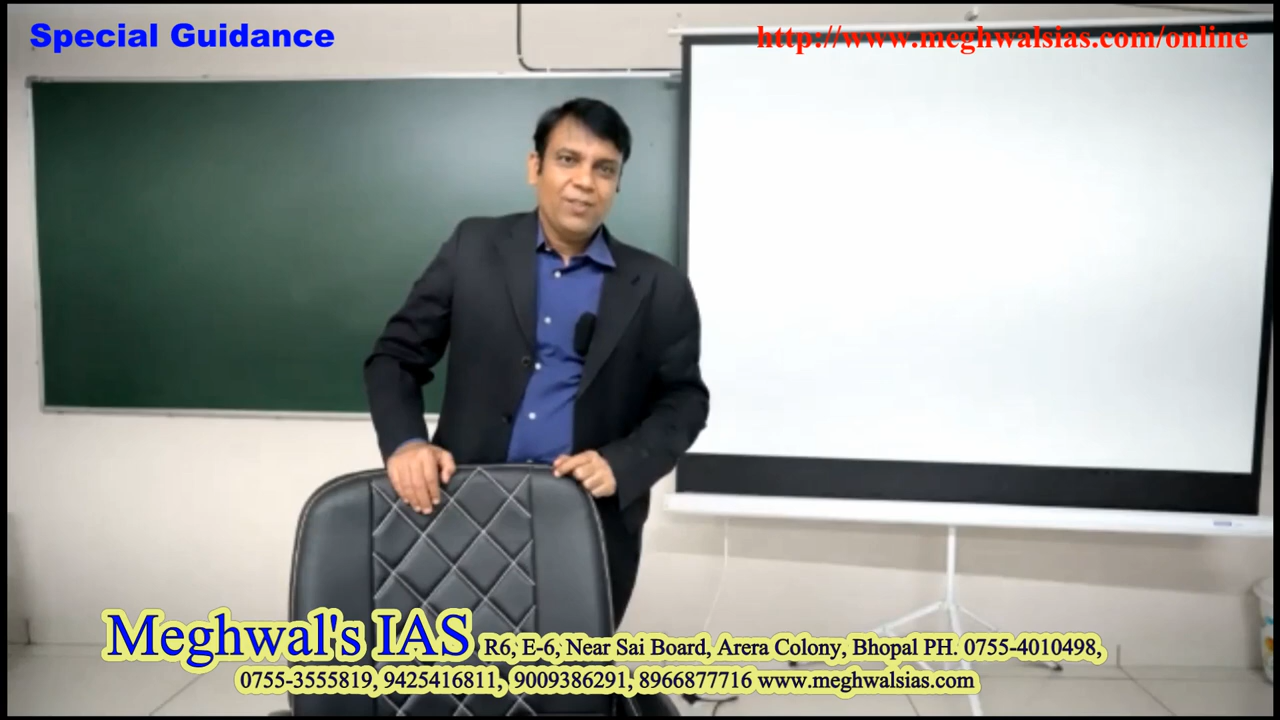 Special Guidance
http://www.meghwalsias.com/online
Meghwal's IAS R6, E-6, Near Sai Board, Arera Colony, Bhopal PH. 0755-4010498,
0755-3555819, 9425416811, 9009386291, 8966877716 www.meghwalsias.com